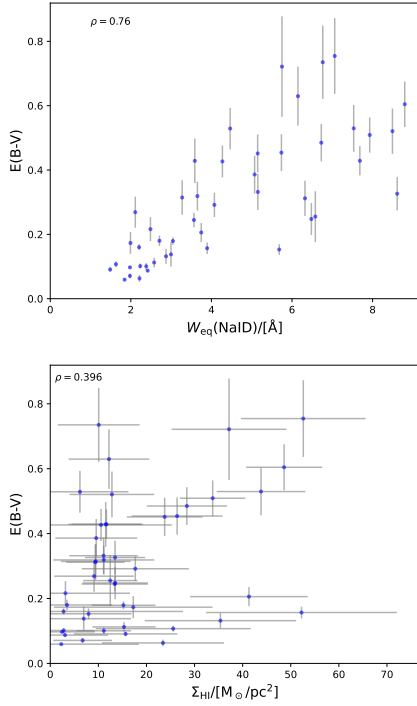 ρ = 0.76
E(B-V)
0.8
0.6
0.4
0.2
0.0
0 2 4 6 8
W_eq(NaID)/[Å]
ρ = 0.396
E(B-V)
0.8
0.6
0.4
0.2
0.0
0 10 20 30 40 50 60 70
Σ_HI/[M_⊙/pc²]